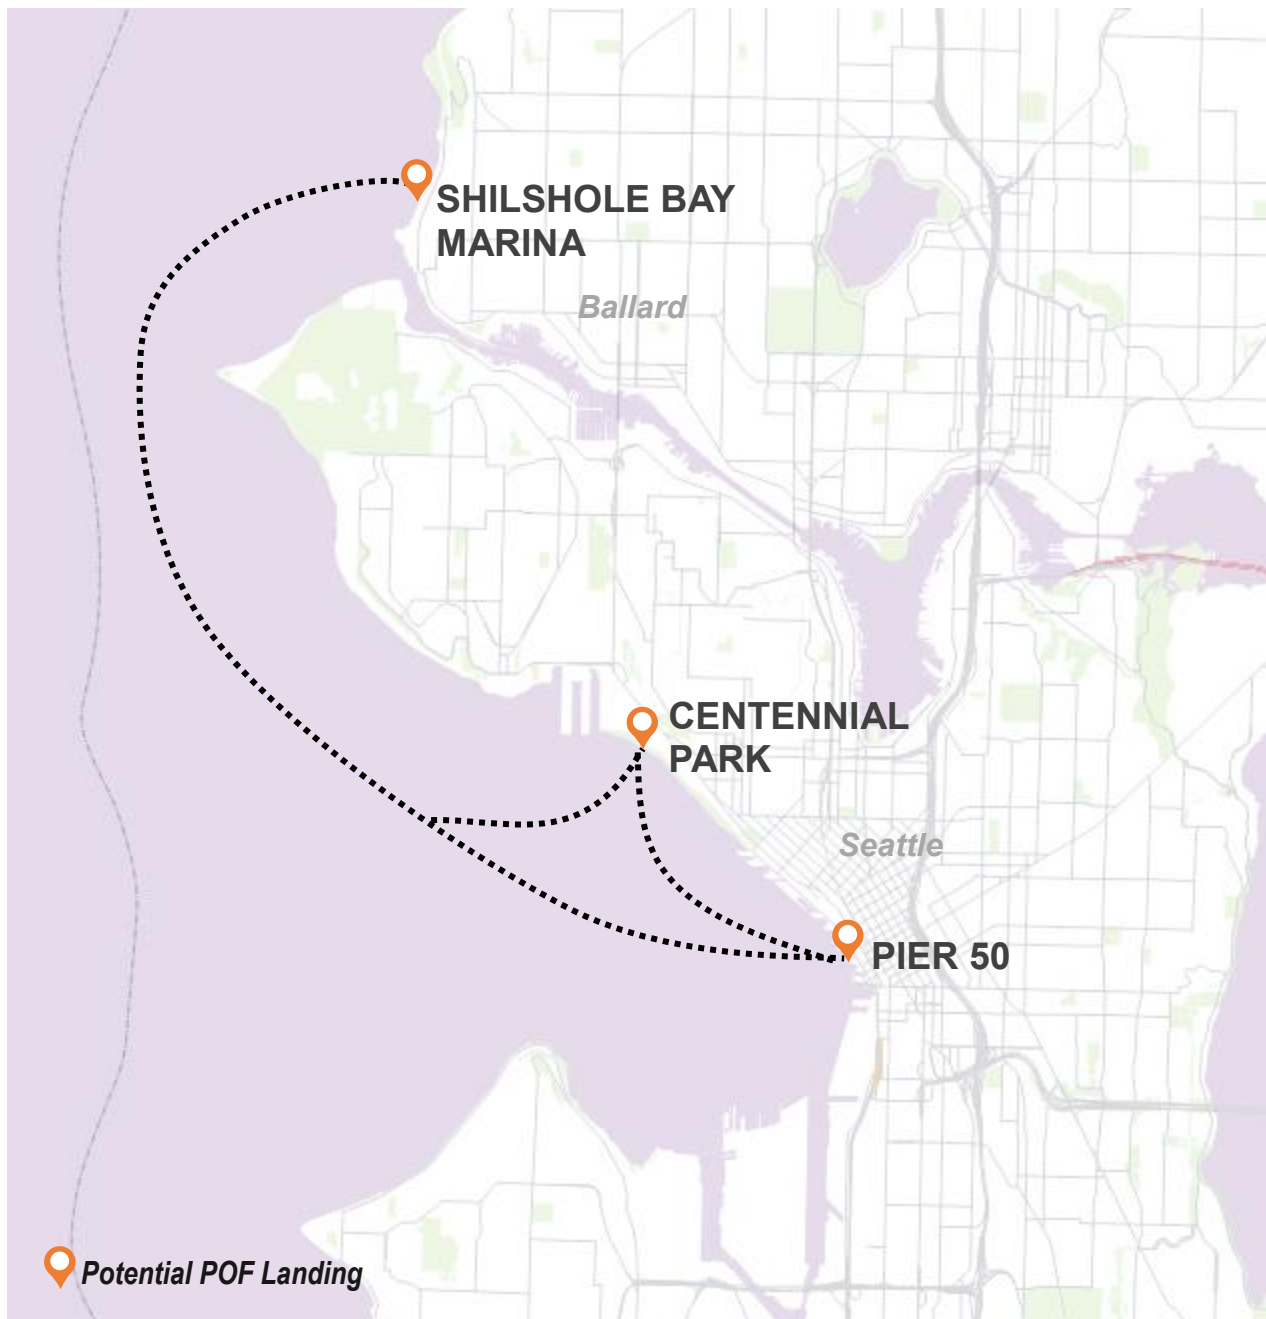 SHILSHOLE BAY
MARINA
Ballard
CENTENNIAL
PARK
Seattle
PIER 50
Potential POF Landing